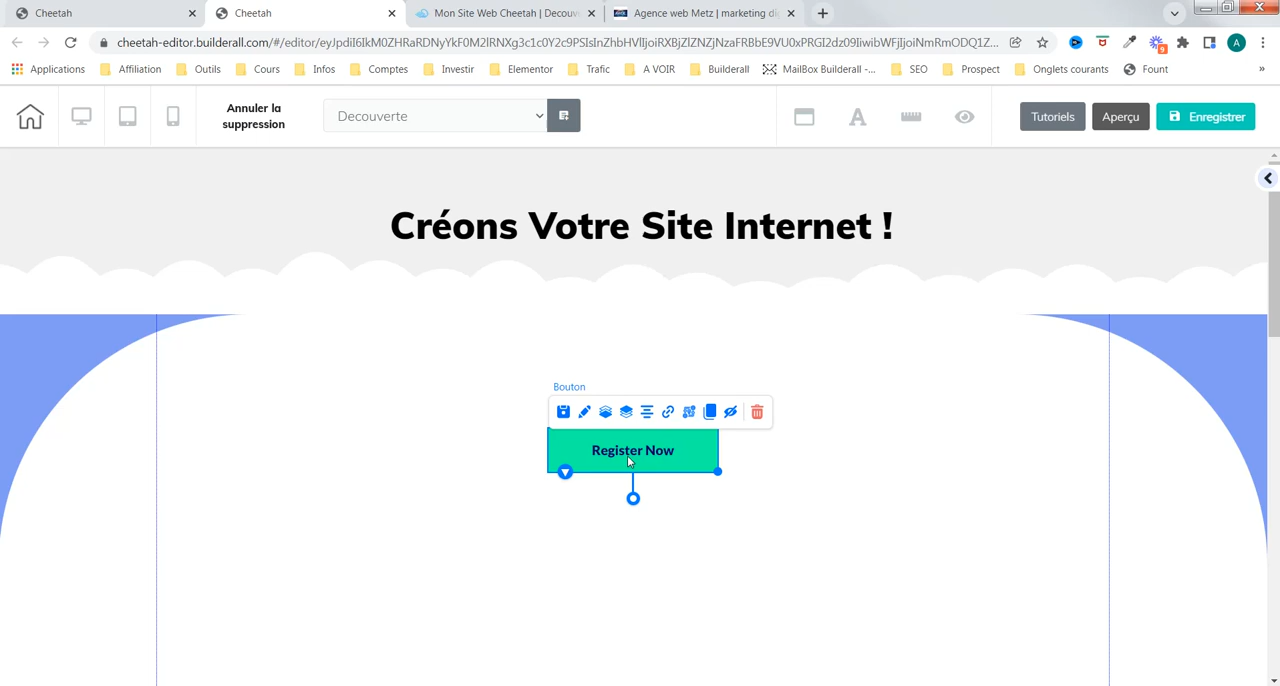 Cheetah
Cheetah
Mon Site Web Cheetah | Decouv
Agence web Metz | marketing di
cheetah-editor.builderall.com/#/editor/
Applications
Affiliation
Outils
Cours
Infos
Comptes
Investir
Elementor
Trafic
A VOIR
Builderall
MailBox Builderall -...
SEO
Prospect
Onglets courants
Fount
»
9
A
Annuler la
suppression
Decouverte
Tutoriels
Aperçu
Enregistrer
Créons Votre Site Internet !
Bouton
Register Now